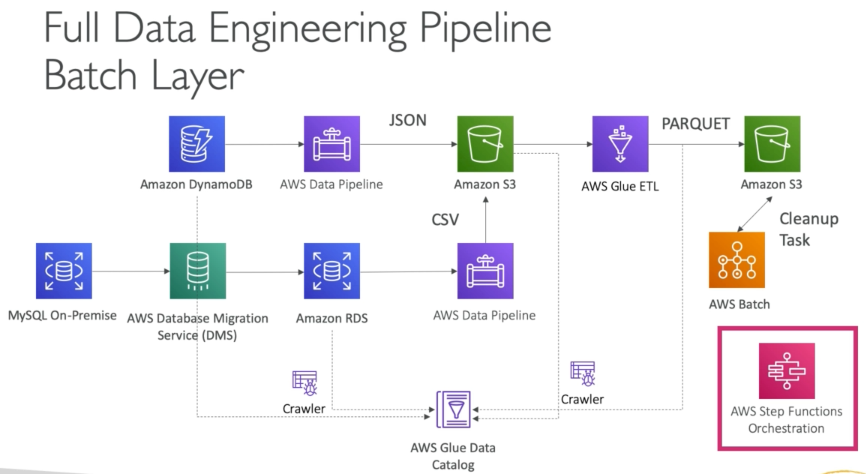 Full Data Engineering Pipeline
Batch Layer
JSON
PARQUET
Amazon DynamoDB
AWS Data Pipeline
Amazon S3
AWS Glue ETL
Amazon S3
CSV
Cleanup
Task
MySQL On-Premise
AWS Database Migration
Service (DMS)
Amazon RDS
AWS Data Pipeline
AWS Batch
Crawler
Crawler
AWS Glue Data
Catalog
AWS Step Functions
Orchestration